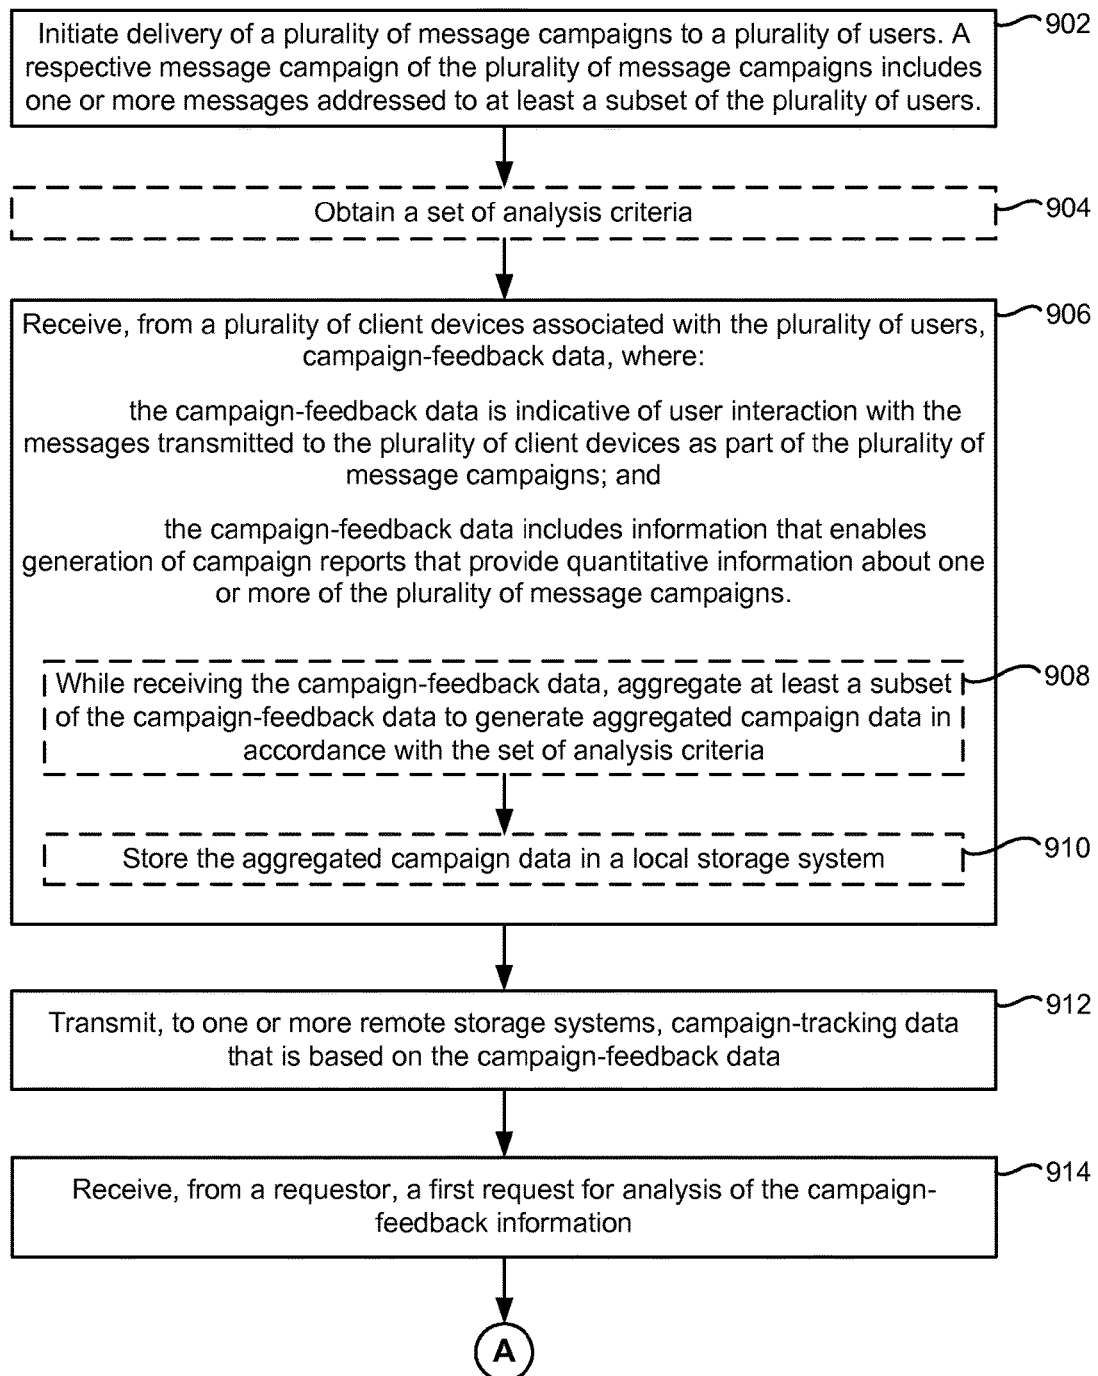 Initiate delivery of a plurality of message campaigns to a plurality of users. A
respective message campaign of the plurality of message campaigns includes
one or more messages addressed to at least a subset of the plurality of users.
902
Obtain a set of analysis criteria
904
Receive, from a plurality of client devices associated with the plurality of users,
campaign-feedback data, where:
906
the campaign-feedback data is indicative of user interaction with the
messages transmitted to the plurality of client devices as part of the plurality of
message campaigns; and
the campaign-feedback data includes information that enables
generation of campaign reports that provide quantitative information about one
or more of the plurality of message campaigns.
While receiving the campaign-feedback data, aggregate at least a subset
of the campaign-feedback data to generate aggregated campaign data in
accordance with the set of analysis criteria
908
Store the aggregated campaign data in a local storage system
910
Transmit, to one or more remote storage systems, campaign-tracking data
that is based on the campaign-feedback data
912
Receive, from a requestor, a first request for analysis of the campaign-
feedback information
914
A